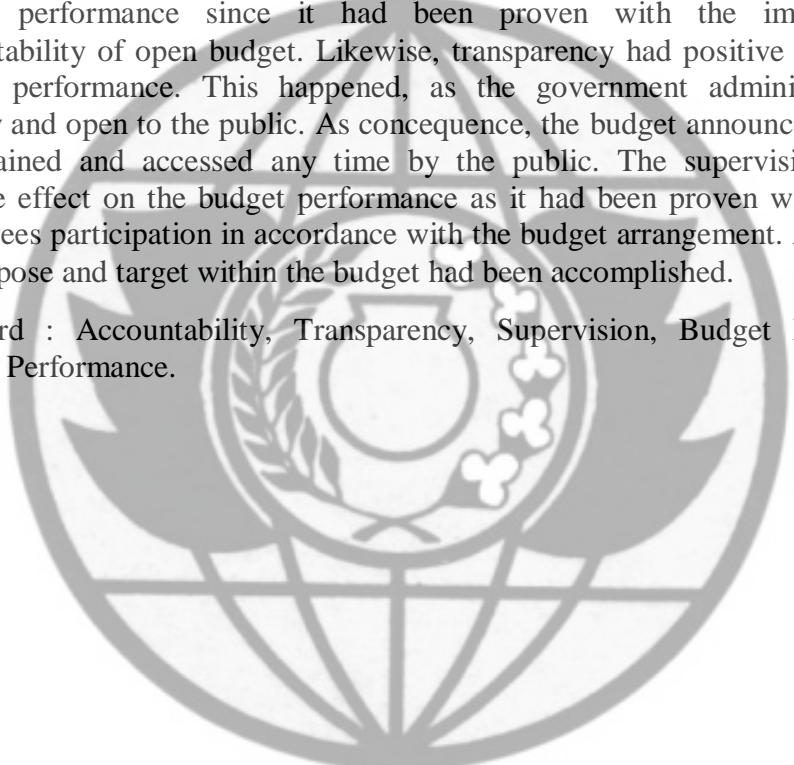 performance since it had been proven with the im
tability of open budget. Likewise, transparency had positive
performance. This happened, as the government admini
and open to the public. As concequence, the budget announc
ained and accessed any time by the public. The supervisi
e effect on the budget performance as it had been proven w
ees participation in accordance with the budget arrangement.
pose and target within the budget had been accomplished.
rd : Accountability, Transparency, Supervision, Budget
Performance.